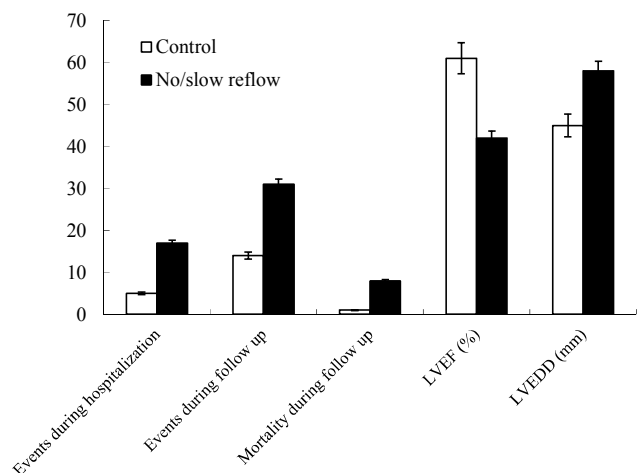 70
60
50
40
30
20
10
0
Control
No/slow reflow
Events during hospitalization
Events during follow up
Mortality during follow up
LVEF (%)
LVEDD (mm)